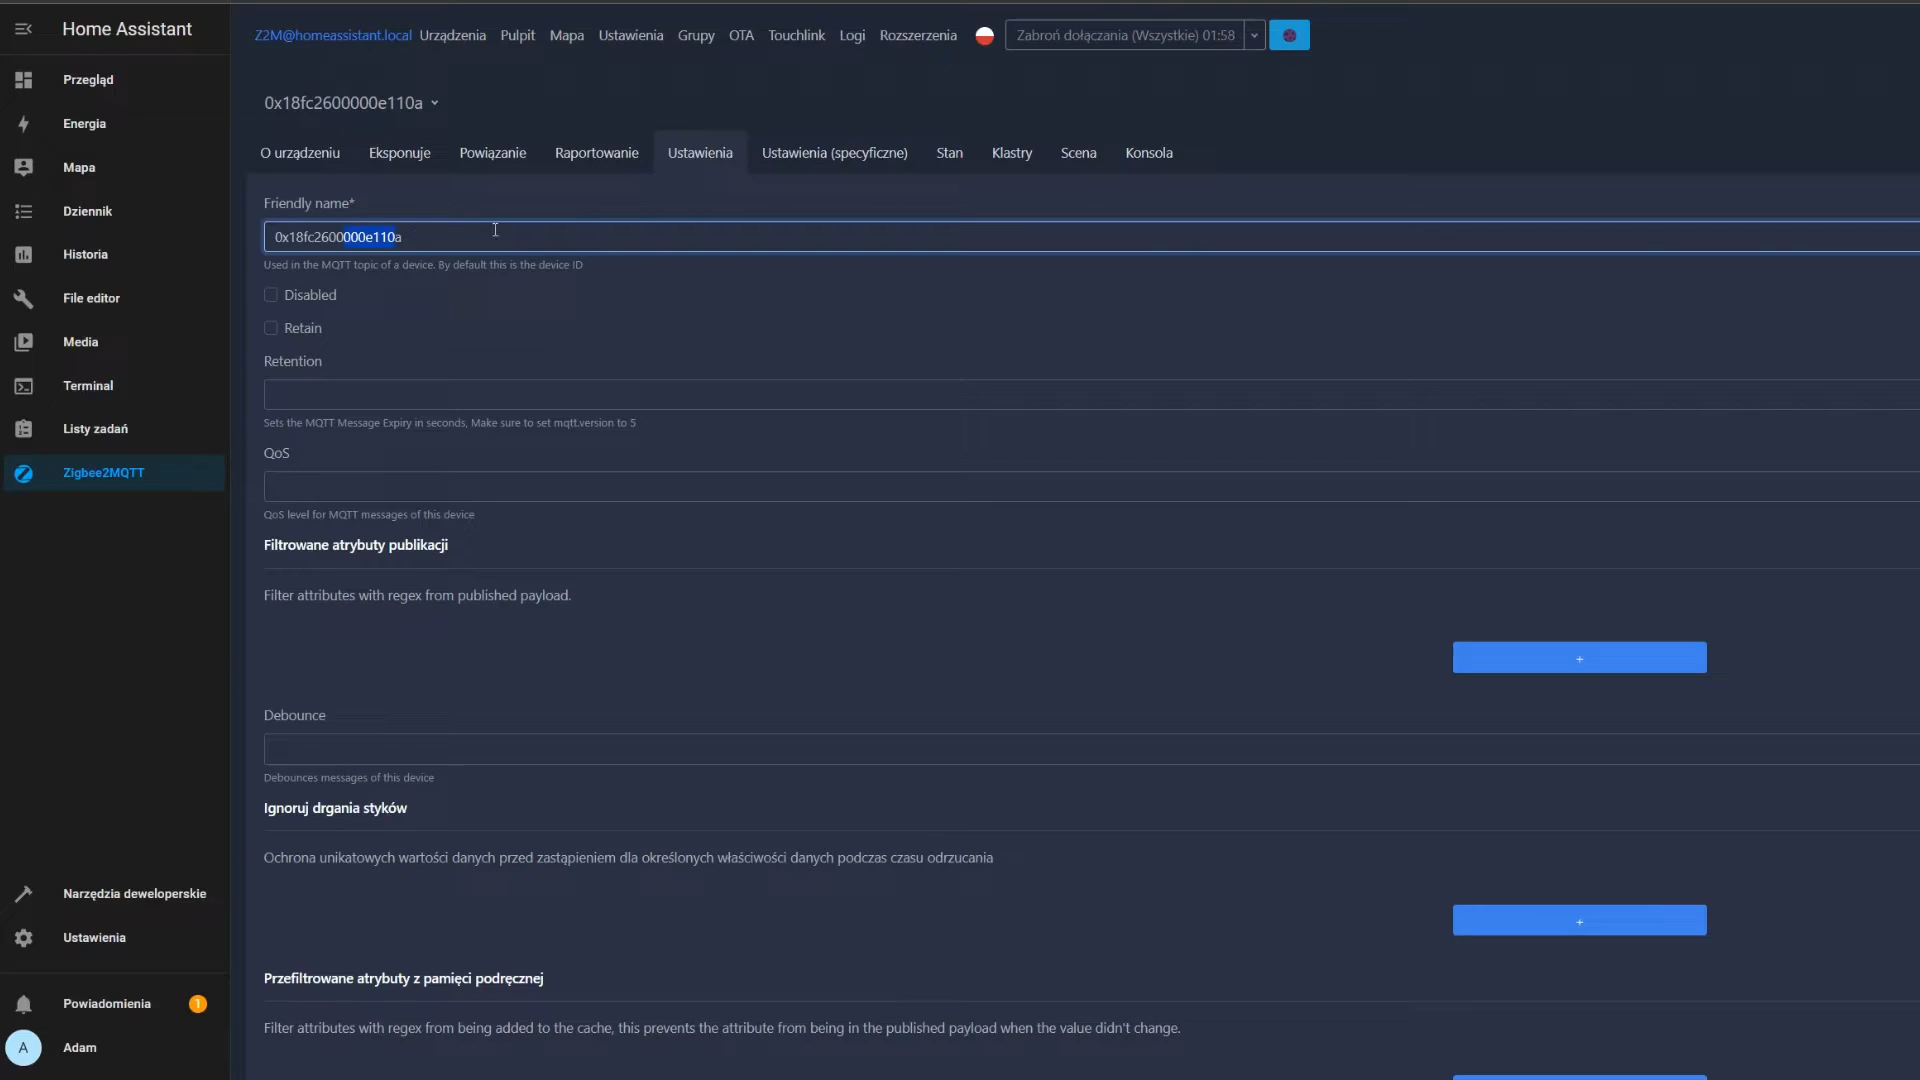 Home Assistant
Przegląd
Energia
Mapa
Dziennik
Historia
File editor
Media
Terminal
Listy zadań
Zigbee2MQTT
Narzędzia deweloperskie
Ustawienia
Powiadomienia 1
A Adam
Z2M@homeassistant.local Urządzenia Pulpit Mapa Ustawienia Grupy OTA Touchlink Logi Rozszerzenia Zabroń dołączania (Wszystkie) 01:58
0x18fc2600000e110a
O urządzeniu Eksponuje Powiązanie Raportowanie Ustawienia Ustawienia (specyficzne) Stan Klastry Scena Konsola
Friendly name*
0x18fc2600000e110a
Used in the MQTT topic of a device. By default this is the device ID
Disabled
Retain
Retention
Sets the MQTT Message Expiry in seconds, Make sure to set mqtt.version to 5
QoS
QoS level for MQTT messages of this device
Filtrowane atrybuty publikacji
Filter attributes with regex from published payload.
+
Debounce
Debounces messages of this device
Ignoruj drgania styków
Ochrona unikatowych wartości danych przed zastąpieniem dla określonych właściwości danych podczas czasu odrzucania
+
Przefiltrowane atrybuty z pamięci podręcznej
Filter attributes with regex from being added to the cache, this prevents the attribute from being in the published payload when the value didn't change.